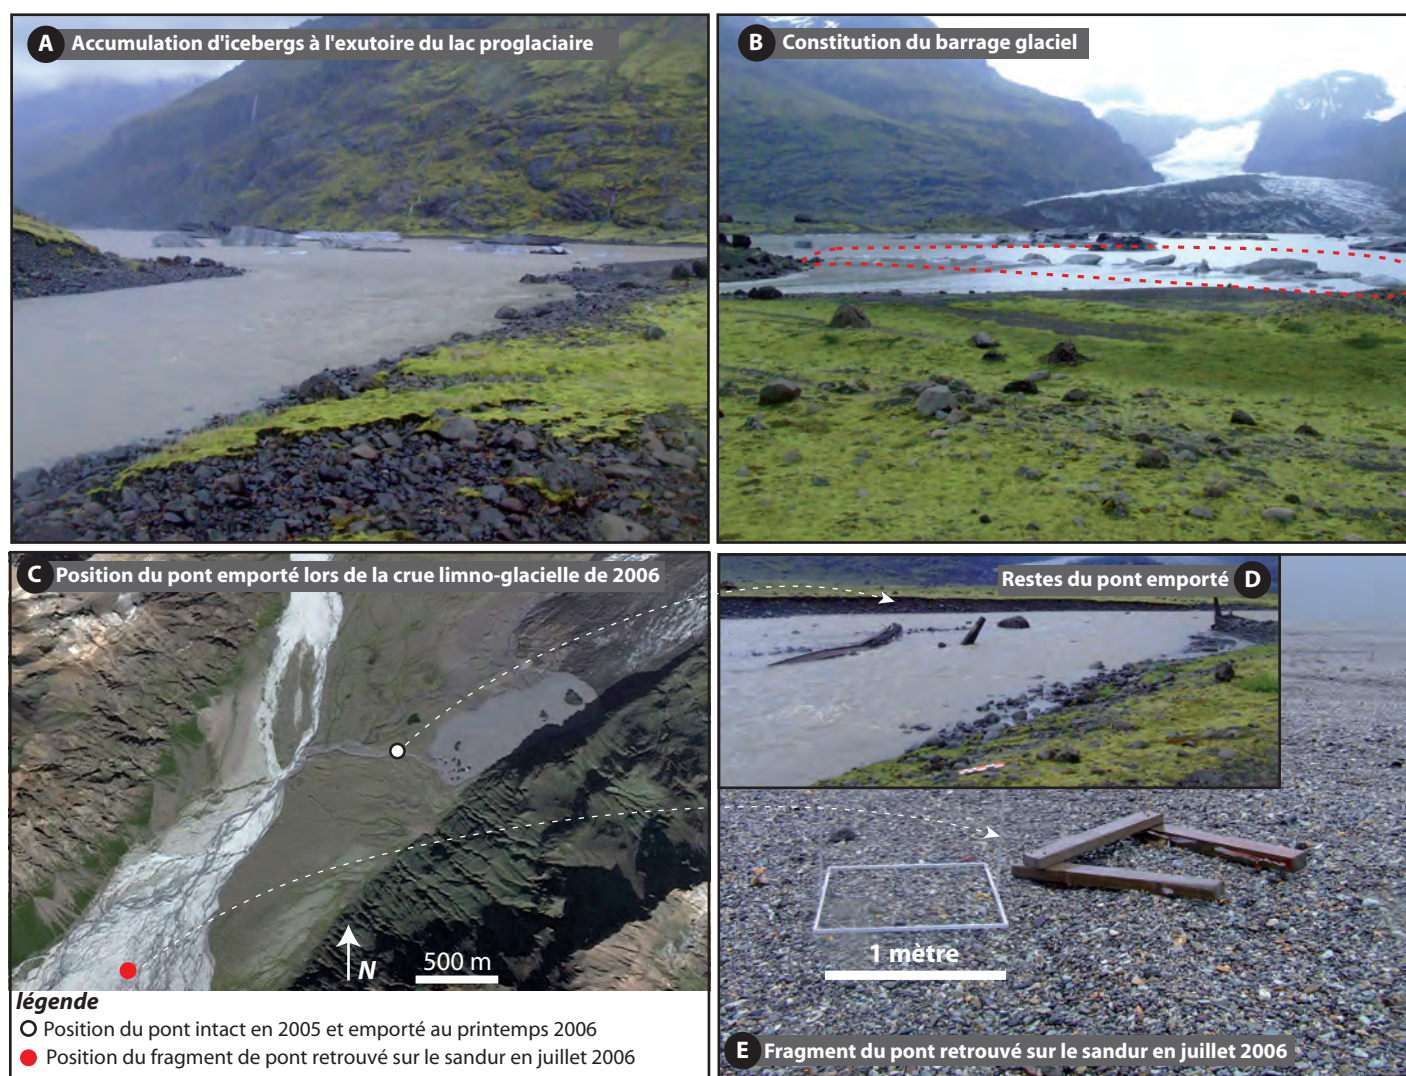 A Accumulation d'icebergs à l'exutoire du lac proglaciaire
B Constitution du barrage glaciel
C Position du pont emporté lors de la crue limno-glacielle de 2006
N
500 m
légende
Position du pont intact en 2005 et emporté au printemps 2006
Position du fragment de pont retrouvé sur le sandur en juillet 2006
Restes du pont emporté D
1 mètre
E Fragment du pont retrouvé sur le sandur en juillet 2006